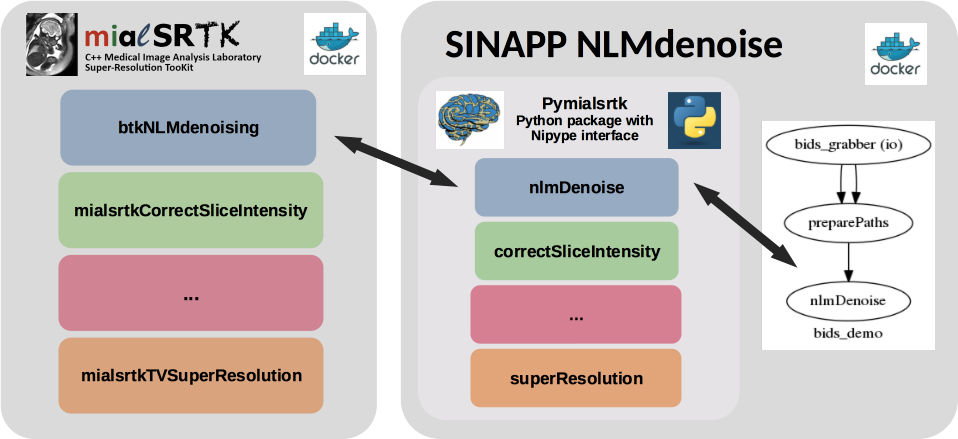 mialSRTK
C++ Medical Image Analysis Laboratory
Super-Resolution TooKit
docker
btkNLMdenoising
mialsrtkCorrectSliceIntensity
...
mialsrtkTVSuperResolution
SINAPP NLMdenoise
docker
Pymialsrtk
Python package with
Nipype interface
nlmDenoise
correctSliceIntensity
...
superResolution
bids_grabber (io)
preparePaths
nlmDenoise
bids_demo